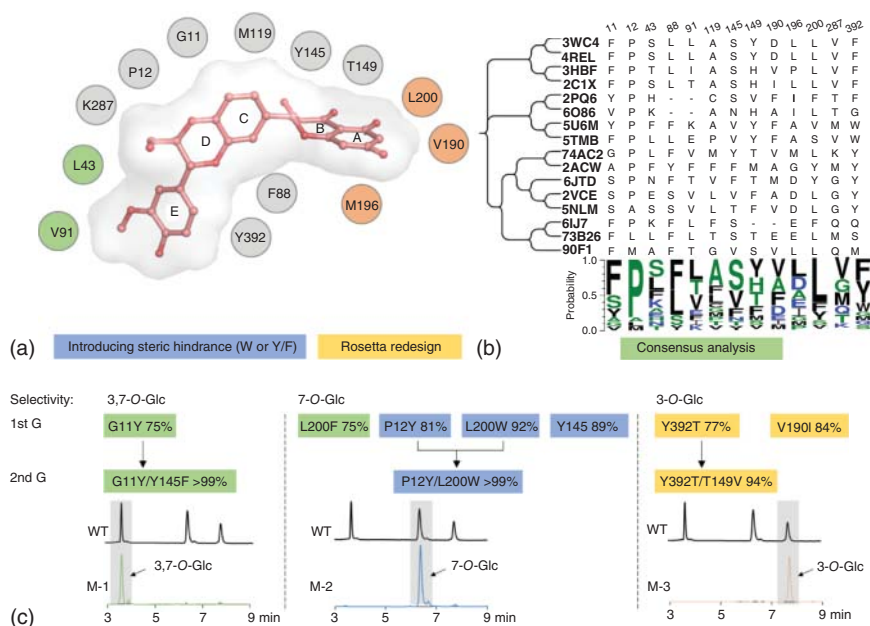 G11
M119
Y145
T149
P12
K287
L43
V91
L200
V190
M196
F88
Y392
A
B
C
D
E
(a)
11 12 43 88 91 119 145 149 190 196 200 287 392
3WC4 F P S L L A S Y D L L V F
4REL F P S L L A S Y D L L V F
3HBF F P T L I A S H V P L V F
2C1X F P S L T A S H I L L V F
2PQ6 Y P H - - C S V F I F T F
6O86 V P K - - A N H A I L T G
5U6M Y P F F K A V Y F A V M W
5TMB F P L L E P V Y F A S V W
74AC2 G P L F V M Y T V M L K Y
2ACW A P F Y F F F M A G Y M Y
6JTD S P N F T V F T M D Y G Y
2VCE S P E S V L V F A D L G Y
5NLM S A S S V L T F V D L G Y
6IJ7 F P K F L F S - - E F Q Q
73B26 F L L F L T S T E E L M S
90F1 F M A F T G V S V L L Q M
Probability
1.0
0.5
0.0
(b)
Introducing steric hindrance (W or Y/F)
Rosetta redesign
Consensus analysis
Selectivity: 3,7-O-Glc 7-O-Glc 3-O-Glc
1st G G11Y 75% L200F 75% P12Y 81% L200W 92% Y145 89% Y392T 77% V190I 84%
2nd G G11Y/Y145F >99% P12Y/L200W >99% Y392T/T149V 94%
WT WT WT
3,7-O-Glc 7-O-Glc 3-O-Glc
M-1 M-2 M-3
3 5 7 9 min 3 5 7 9 min 3 5 7 9 min
(c)